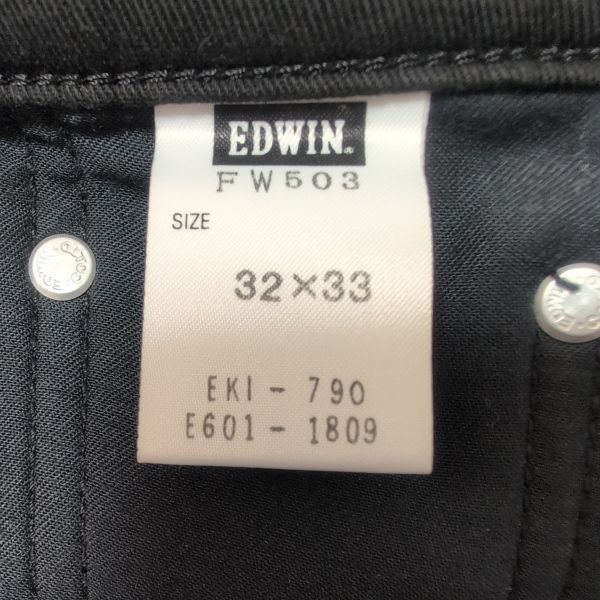 EDWIN.
FW503
SIZE
32×33
EKI - 790
E601 - 1809